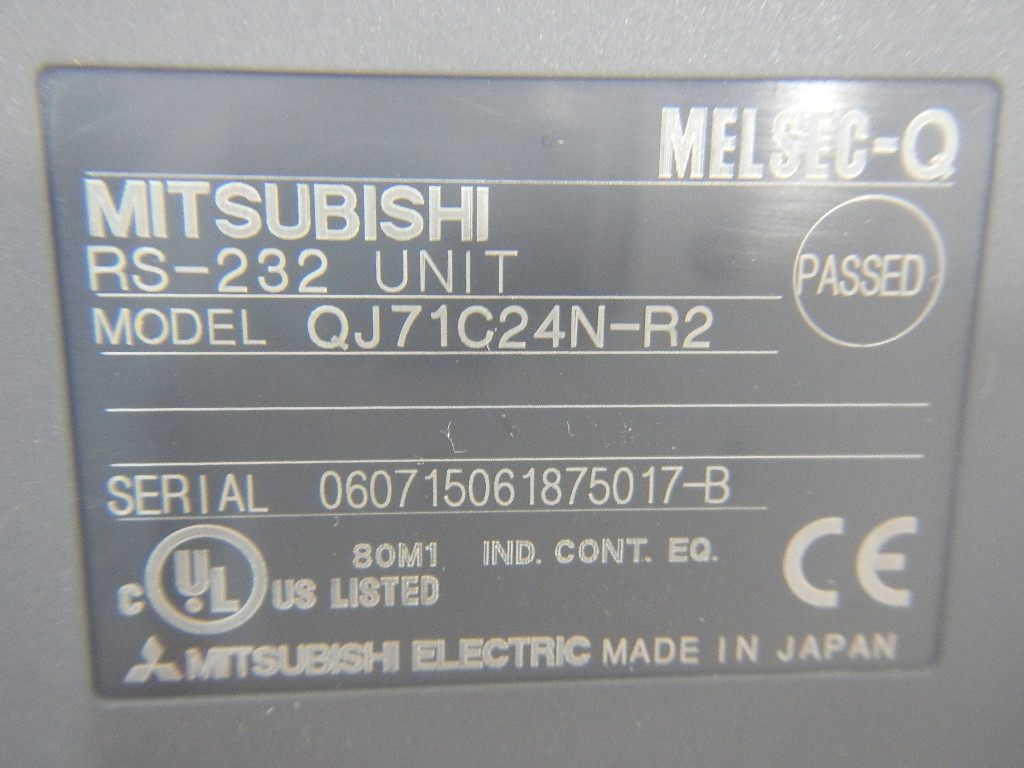 MELSEC-Q
MITSUBISHI
RS-232 UNIT
PASSED
MODEL QJ71C24N-R2
SERIAL 060715061875017-B
C UL US LISTED
80M1 IND. CONT. EQ.
CE
MITSUBISHI ELECTRIC MADE IN JAPAN